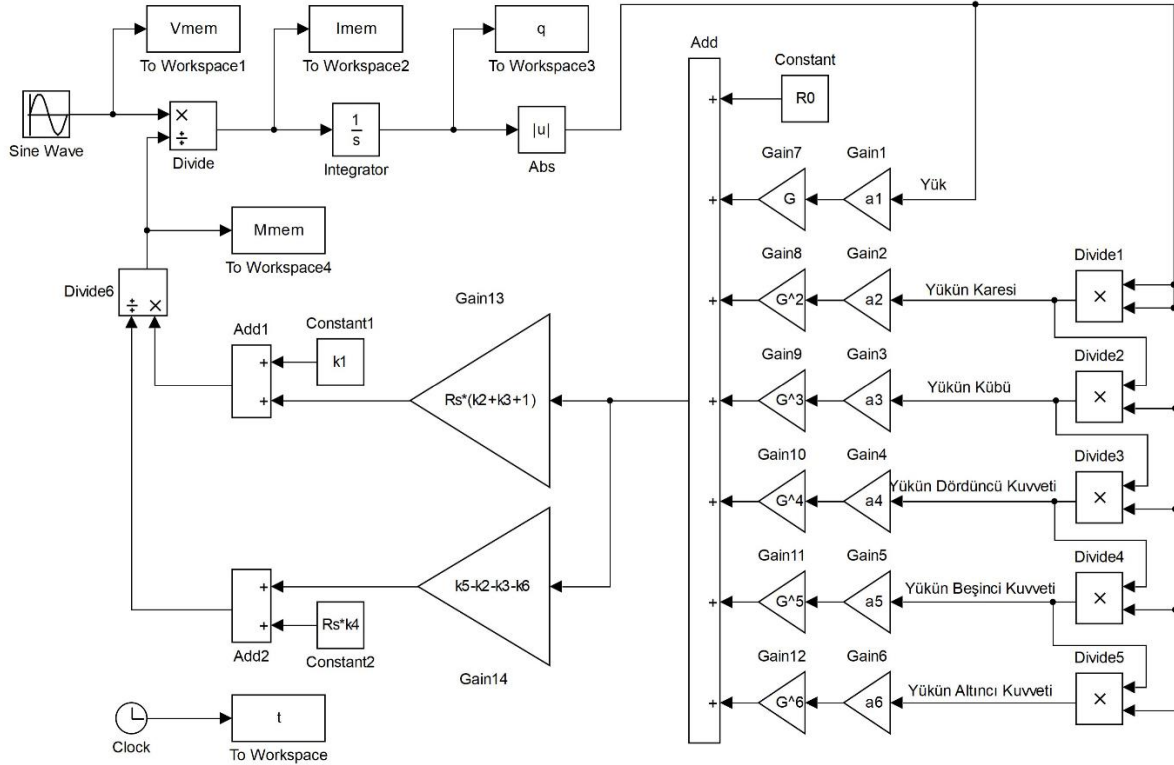 Vmem
To Workspace1
Imem
To Workspace2
q
To Workspace3
Sine Wave
×
÷
Divide
1
s
Integrator
|u|
Abs
Add
+
+
+
+
+
+
+
Constant
R0
Gain7
G
Gain1
a1
Yük
Gain8
G^2
Gain2
a2
Yükün Karesi
Divide1
×
Gain9
G^3
Gain3
a3
Yükün Kübü
Divide2
×
Gain10
G^4
Gain4
a4
Yükün Dördüncü Kuvveti
Divide3
×
Gain11
G^5
Gain5
a5
Yükün Beşinci Kuvveti
Divide4
×
Gain12
G^6
Gain6
a6
Yükün Altıncı Kuvveti
Divide5
×
Mmem
To Workspace4
Divide6
÷ ×
Add1
+
+
Constant1
k1
Gain13
Rs*(k2+k3+1)
k5-k2-k3-k6
Gain14
+
+
Add2
Rs*k4
Constant2
Clock
t
To Workspace